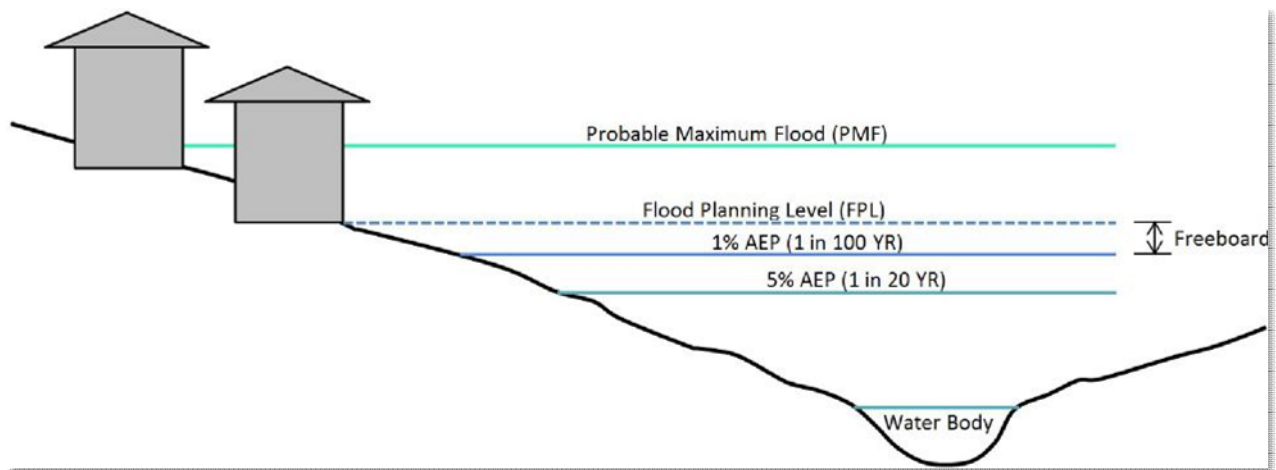 Probable Maximum Flood (PMF)
Flood Planning Level (FPL)
1% AEP (1 in 100 YR)
Freeboard
5% AEP (1 in 20 YR)
Water Body